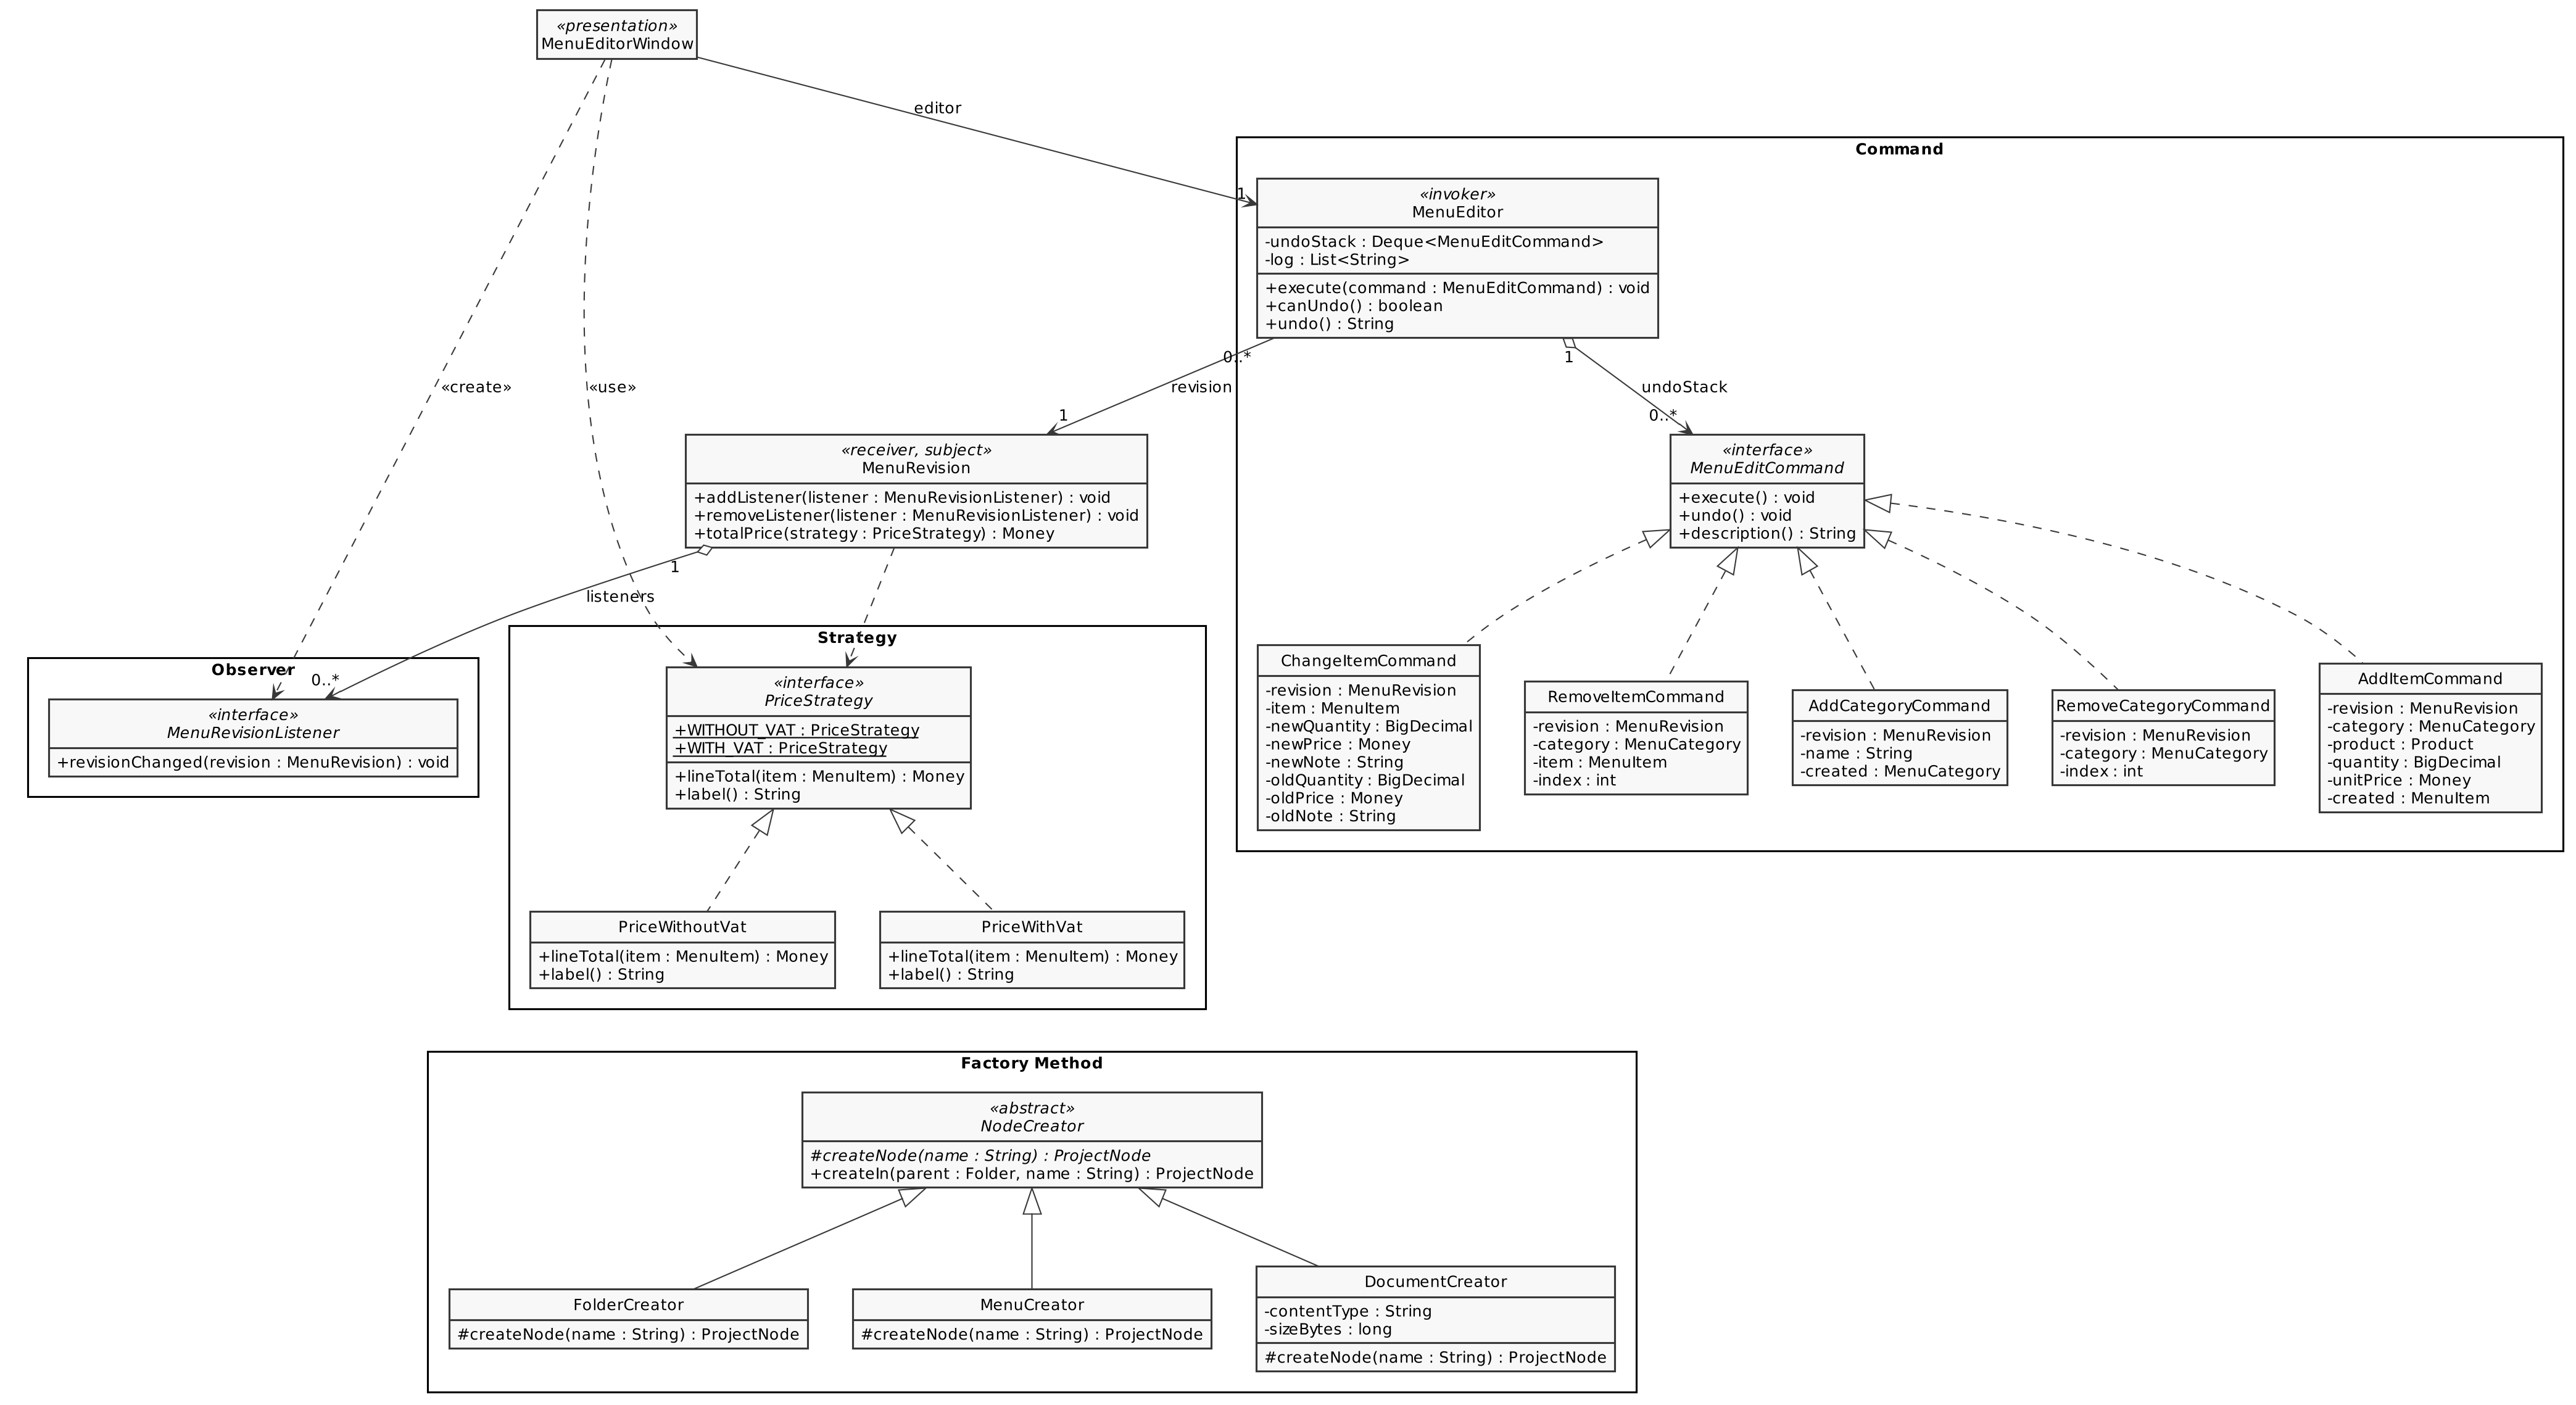 «presentation»
MenuEditorWindow
editor
1
Command
«invoker»
MenuEditor
-undoStack : Deque<MenuEditCommand>
-log : List<String>
+execute(command : MenuEditCommand) : void
+canUndo() : boolean
+undo() : String
0..*
1
«create»
«use»
revision
undoStack
1
0..*
«receiver, subject»
MenuRevision
+addListener(listener : MenuRevisionListener) : void
+removeListener(listener : MenuRevisionListener) : void
+totalPrice(strategy : PriceStrategy) : Money
«interface»
MenuEditCommand
+execute() : void
+undo() : void
+description() : String
1
listeners
Observer
0..*
«interface»
MenuRevisionListener
+revisionChanged(revision : MenuRevision) : void
Strategy
«interface»
PriceStrategy
+WITHOUT_VAT : PriceStrategy
+WITH_VAT : PriceStrategy
+lineTotal(item : MenuItem) : Money
+label() : String
PriceWithoutVat
+lineTotal(item : MenuItem) : Money
+label() : String
PriceWithVat
+lineTotal(item : MenuItem) : Money
+label() : String
ChangeItemCommand
-revision : MenuRevision
-item : MenuItem
-newQuantity : BigDecimal
-newPrice : Money
-newNote : String
-oldQuantity : BigDecimal
-oldPrice : Money
-oldNote : String
RemoveItemCommand
-revision : MenuRevision
-category : MenuCategory
-item : MenuItem
-index : int
AddCategoryCommand
-revision : MenuRevision
-name : String
-created : MenuCategory
RemoveCategoryCommand
-revision : MenuRevision
-category : MenuCategory
-index : int
AddItemCommand
-revision : MenuRevision
-category : MenuCategory
-product : Product
-quantity : BigDecimal
-unitPrice : Money
-created : MenuItem
Factory Method
«abstract»
NodeCreator
#createNode(name : String) : ProjectNode
+createIn(parent : Folder, name : String) : ProjectNode
FolderCreator
#createNode(name : String) : ProjectNode
MenuCreator
#createNode(name : String) : ProjectNode
DocumentCreator
-contentType : String
-sizeBytes : long
#createNode(name : String) : ProjectNode